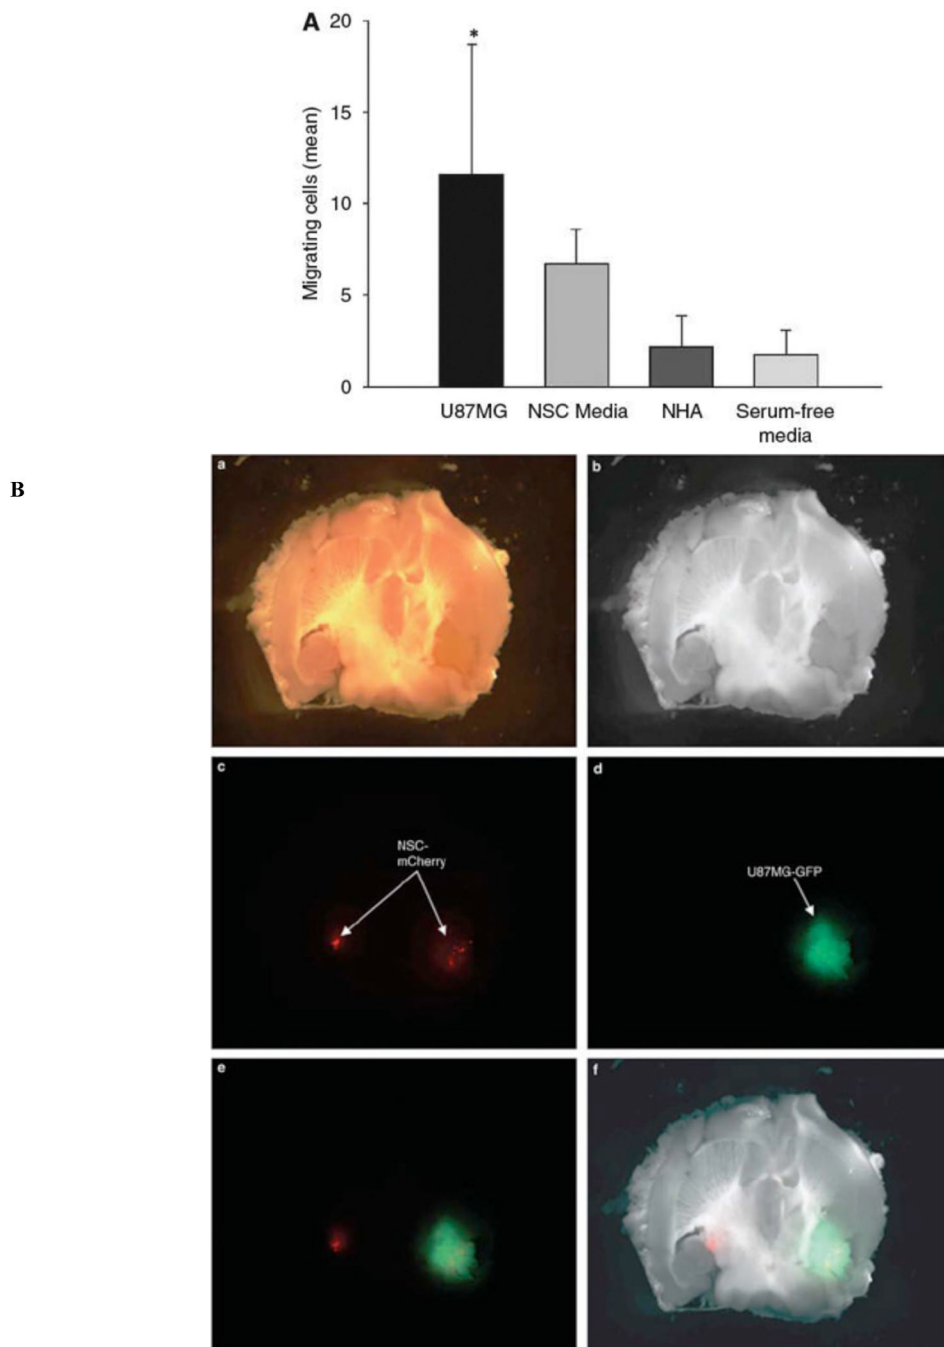 A
20
*
15
10
5
0
Migrating cells (mean)
U87MG
NSC Media
NHA
Serum-free
media
B
a
b
c
NSC-
mCherry
d
U87MG-GFP
e
f